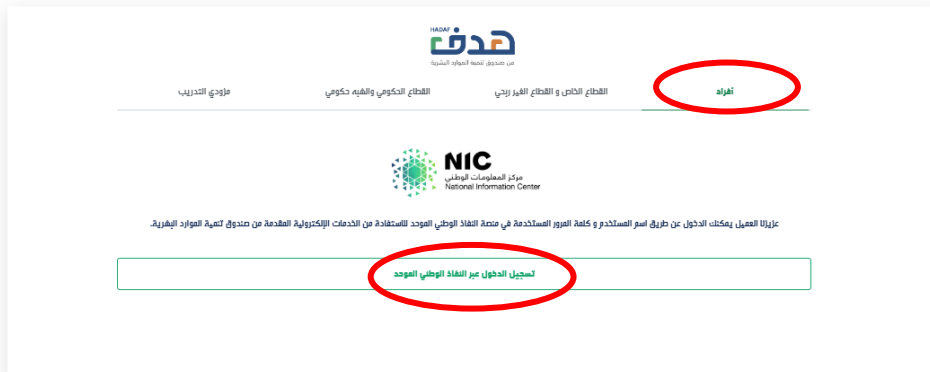 HADAF
هدف
من صندوق تنمية الموارد البشرية
أفراد
القطاع الخاص و القطاع الغير ربحي
القطاع الحكومي والشبه حكومي
مزودي التدريب
NIC
مركز المعلومات الوطني
National Information Center
عزيزنا العميل يمكنك الدخول عن طريق اسم المستخدم و كلمة المرور المستخدمة في منصة النفاذ الوطني الموحد للاستفادة من الخدمات الإلكترونية المقدمة من صندوق تنمية الموارد البشرية.
تسجيل الدخول عبر النفاذ الوطني الموحد